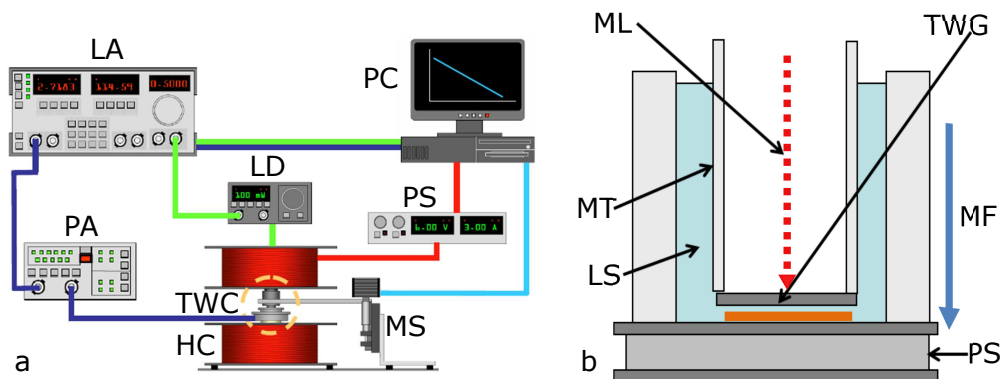 LA
2-7183
114-59
0-5000
PC
LD
100 mW
PS
6.00 V
3.00 A
PA
TWC
HC
MS
a
ML
TWG
MT
LS
MF
PS
b